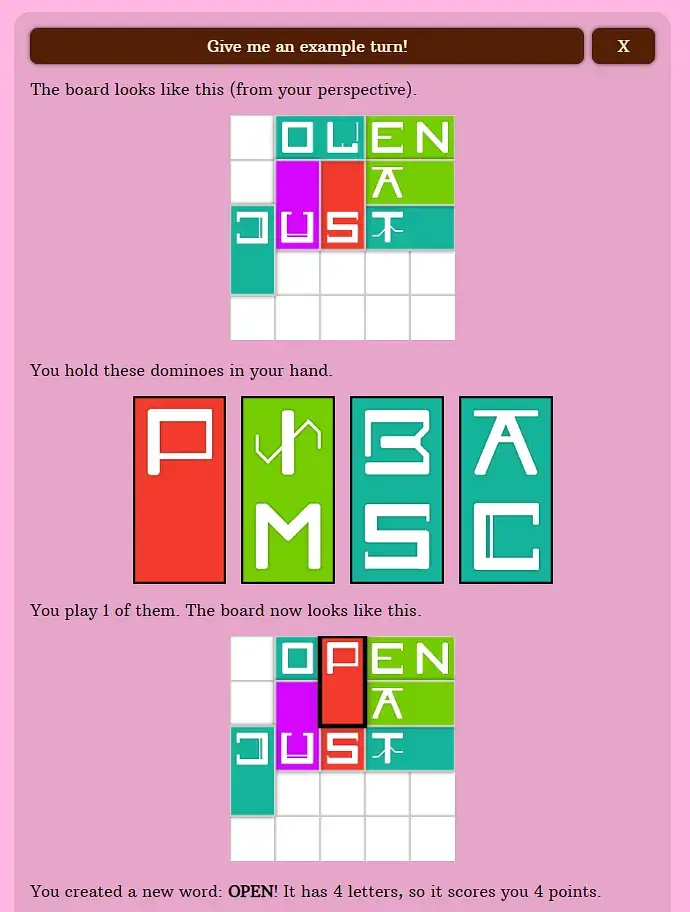 Give me an example turn!
X
The board looks like this (from your perspective).
OWEN
A
JUST
You hold these dominoes in your hand.
P
B
A
M
S
C
You play 1 of them. The board now looks like this.
OPEN
A
JUST
You created a new word: OPEN! It has 4 letters, so it scores you 4 points.